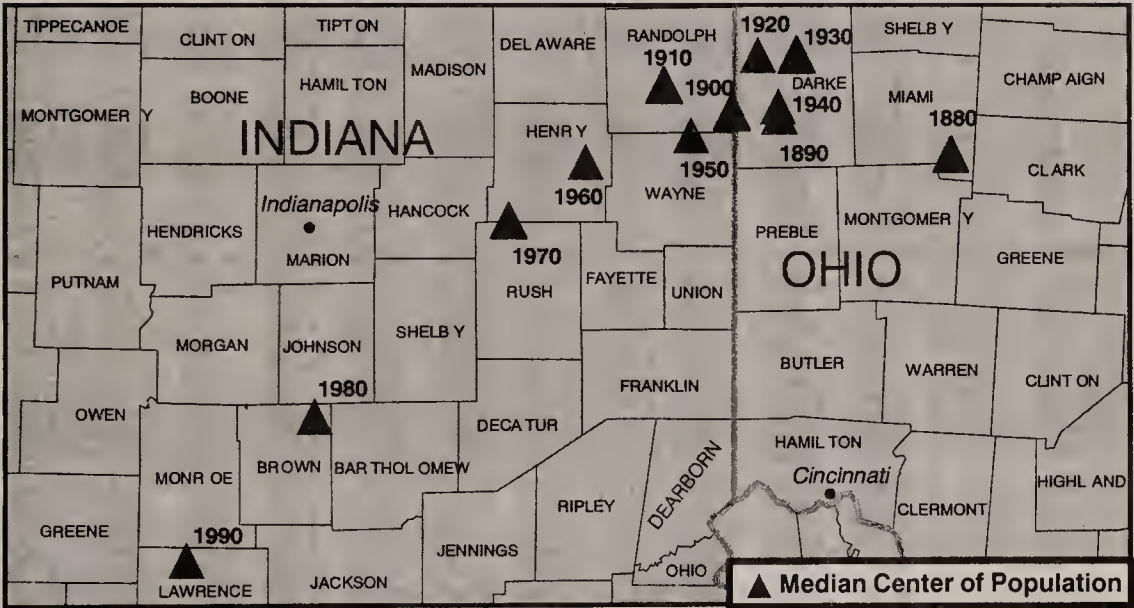 TIPPECANOE
CLINT ON
TIPT ON
DEL AWARE
RANDOLPH
1920
1930
SHELB Y
MADISON
1910
CHAMP AIGN
BOONE
HAMIL TON
1900
DARKE
MIAMI
MONTGOMER Y
1940
1880
INDIANA
HENR Y
1950
1890
CLARK
1960
WAYNE
Indianapolis
HANCOCK
MONTGOMER Y
HENDRICKS
PREBLE
MARION
1970
OHIO
GREENE
PUTNAM
RUSH
FAYETTE
UNION
MORGAN
JOHNSON
SHELB Y
BUTLER
WARREN
1980
FRANKLIN
CLINT ON
OWEN
DECA TUR
HAMIL TON
MONR OE
BROWN
BAR THOL OMEW
DEARBORN
Cincinnati
HIGHL AND
RIPLEY
CLERMONT
GREENE
1990
JENNINGS
OHIO
LAWRENCE
JACKSON
Median Center of Population